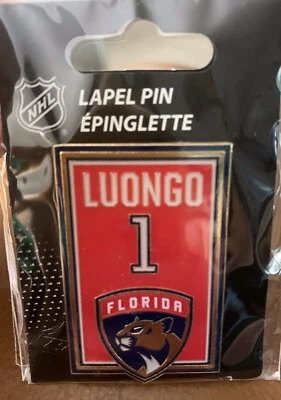 NHL
LAPEL PIN
ÉPINGLETTE
LUONGO
1
FLORIDA